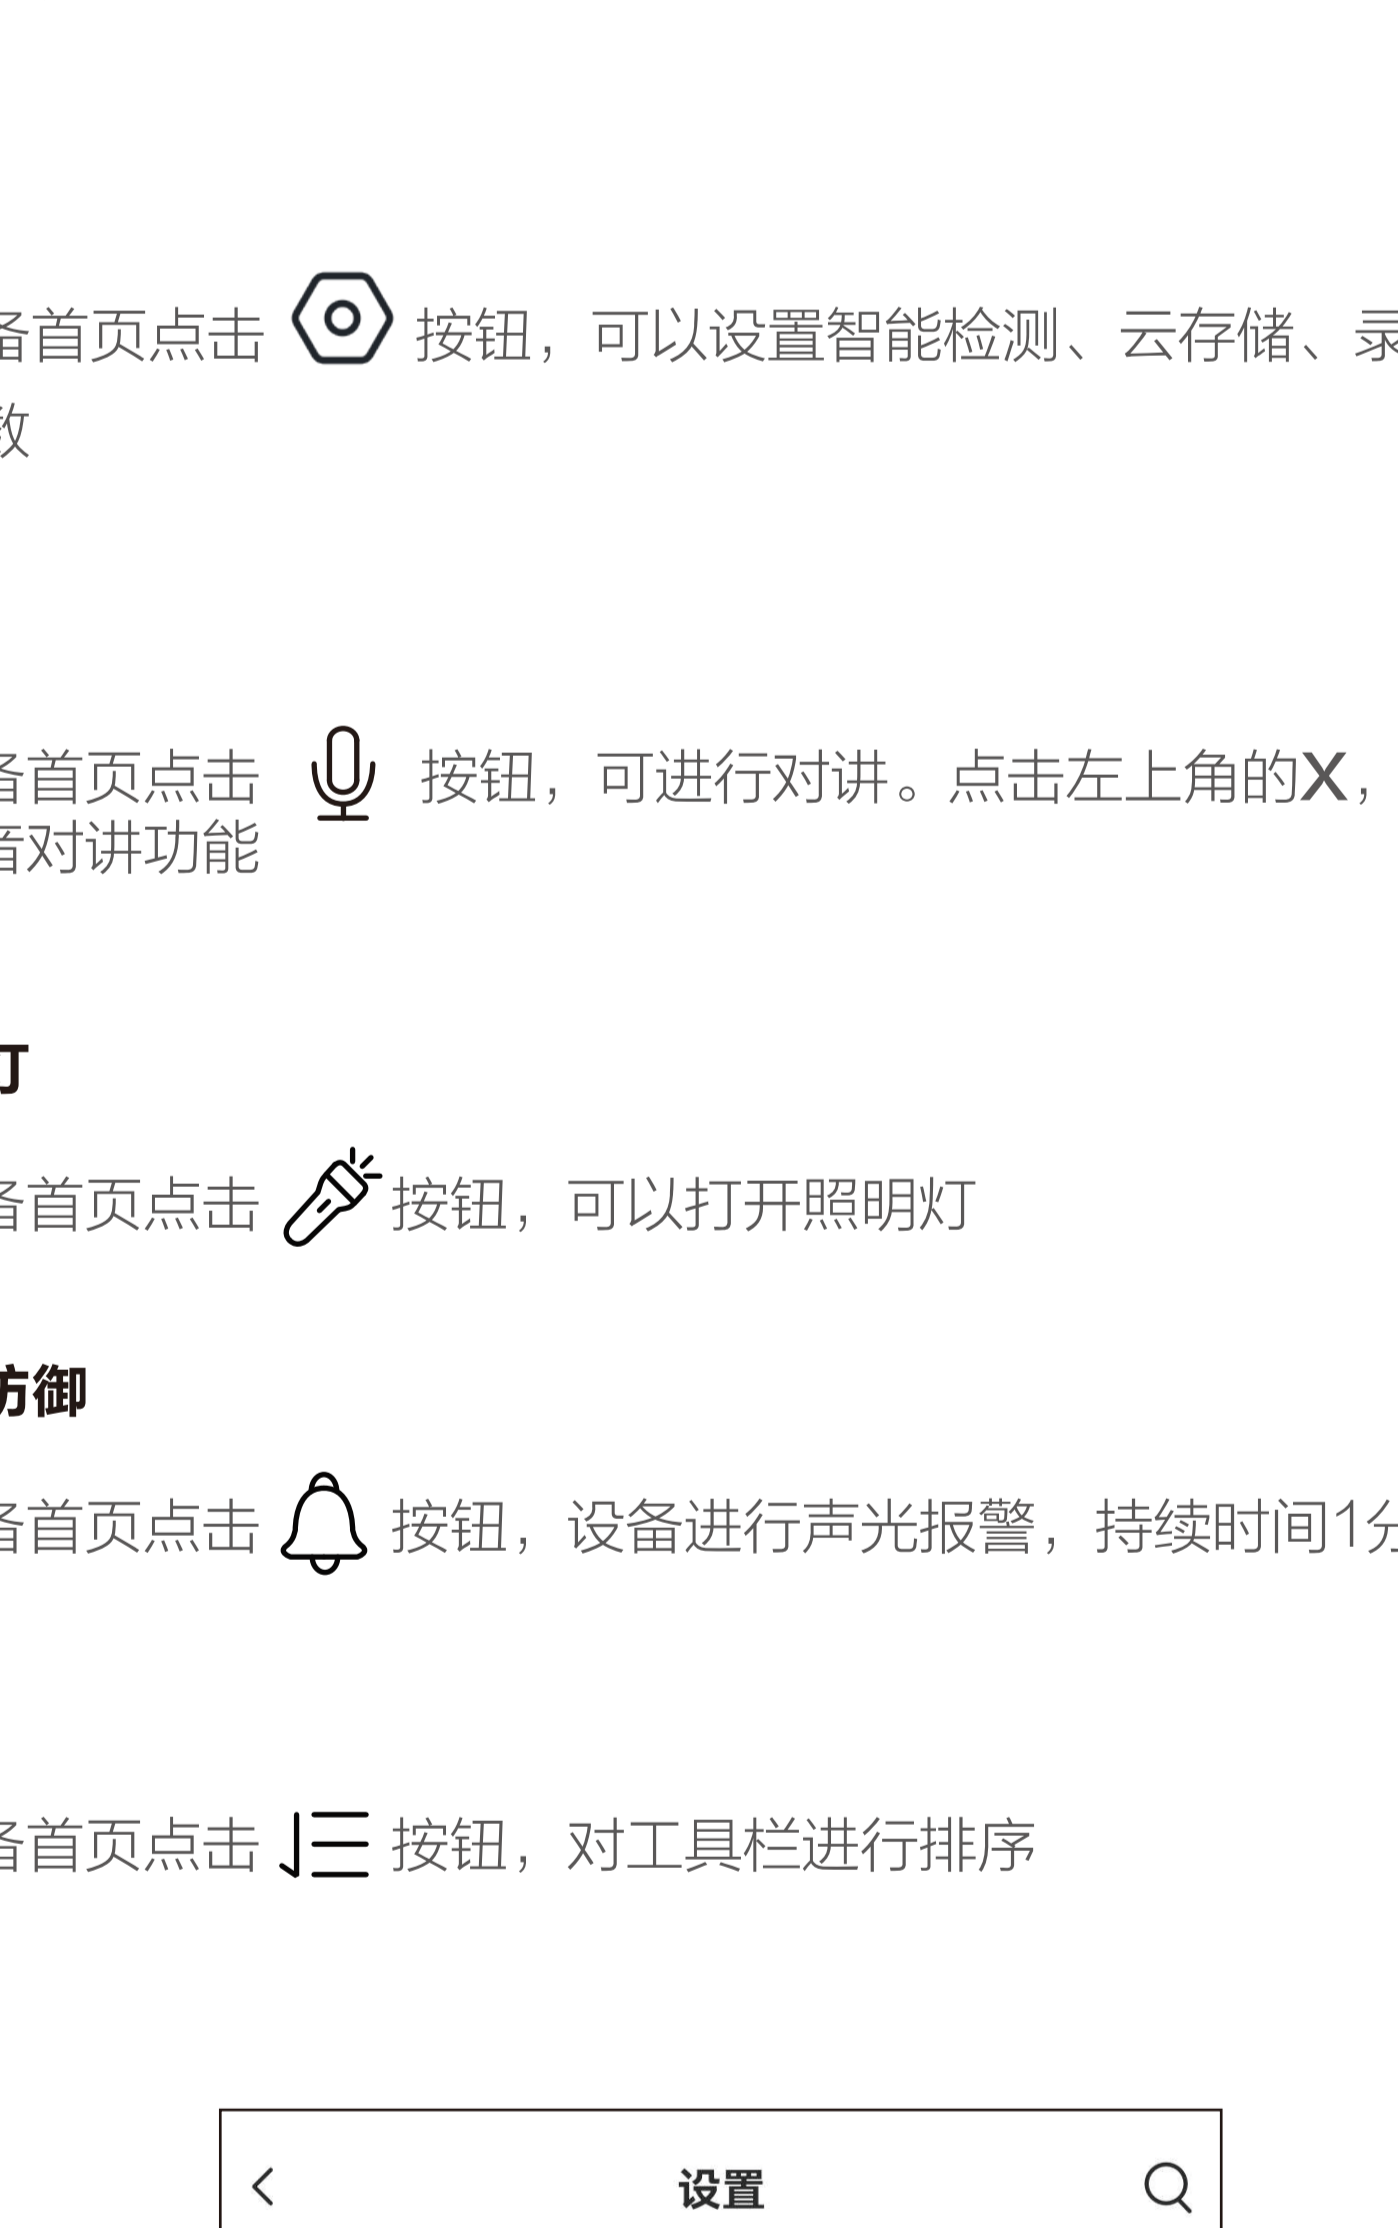 备首页点击 按钮，可以设置智能检测、云存储、录
数
备首页点击 按钮，可进行对讲。点击左上角的X，
音对讲功能
灯
备首页点击 按钮，可以打开照明灯
防御
备首页点击 按钮，设备进行声光报警，持续时间1分
备首页点击 按钮，对工具栏进行排序
设置